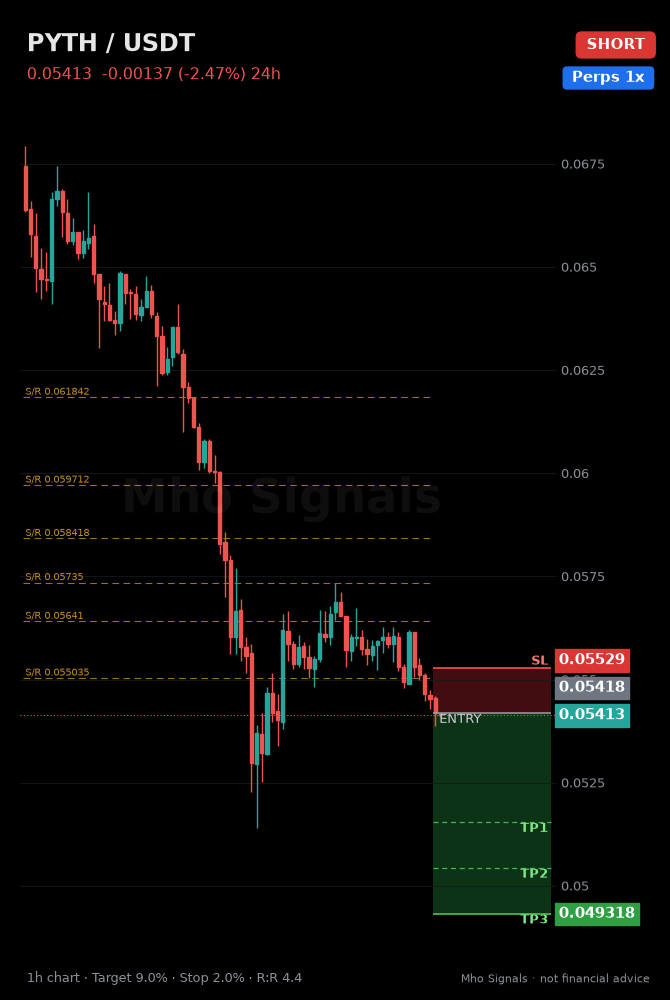 PYTH / USDT
SHORT
0.05413 -0.00137 (-2.47%) 24h
Perps 1x
0.0675
0.065
0.0625
S/R 0.061842
0.06
S/R 0.059712
Mho Signals
S/R 0.058418
0.0575
S/R 0.05735
S/R 0.05641
SL
0.05529
S/R 0.055035
0.05418
0.05413
ENTRY
0.0525
TP1
TP2
0.05
0.049318
TP3
1h chart · Target 9.0% · Stop 2.0% · R:R 4.4
Mho Signals · not financial advice